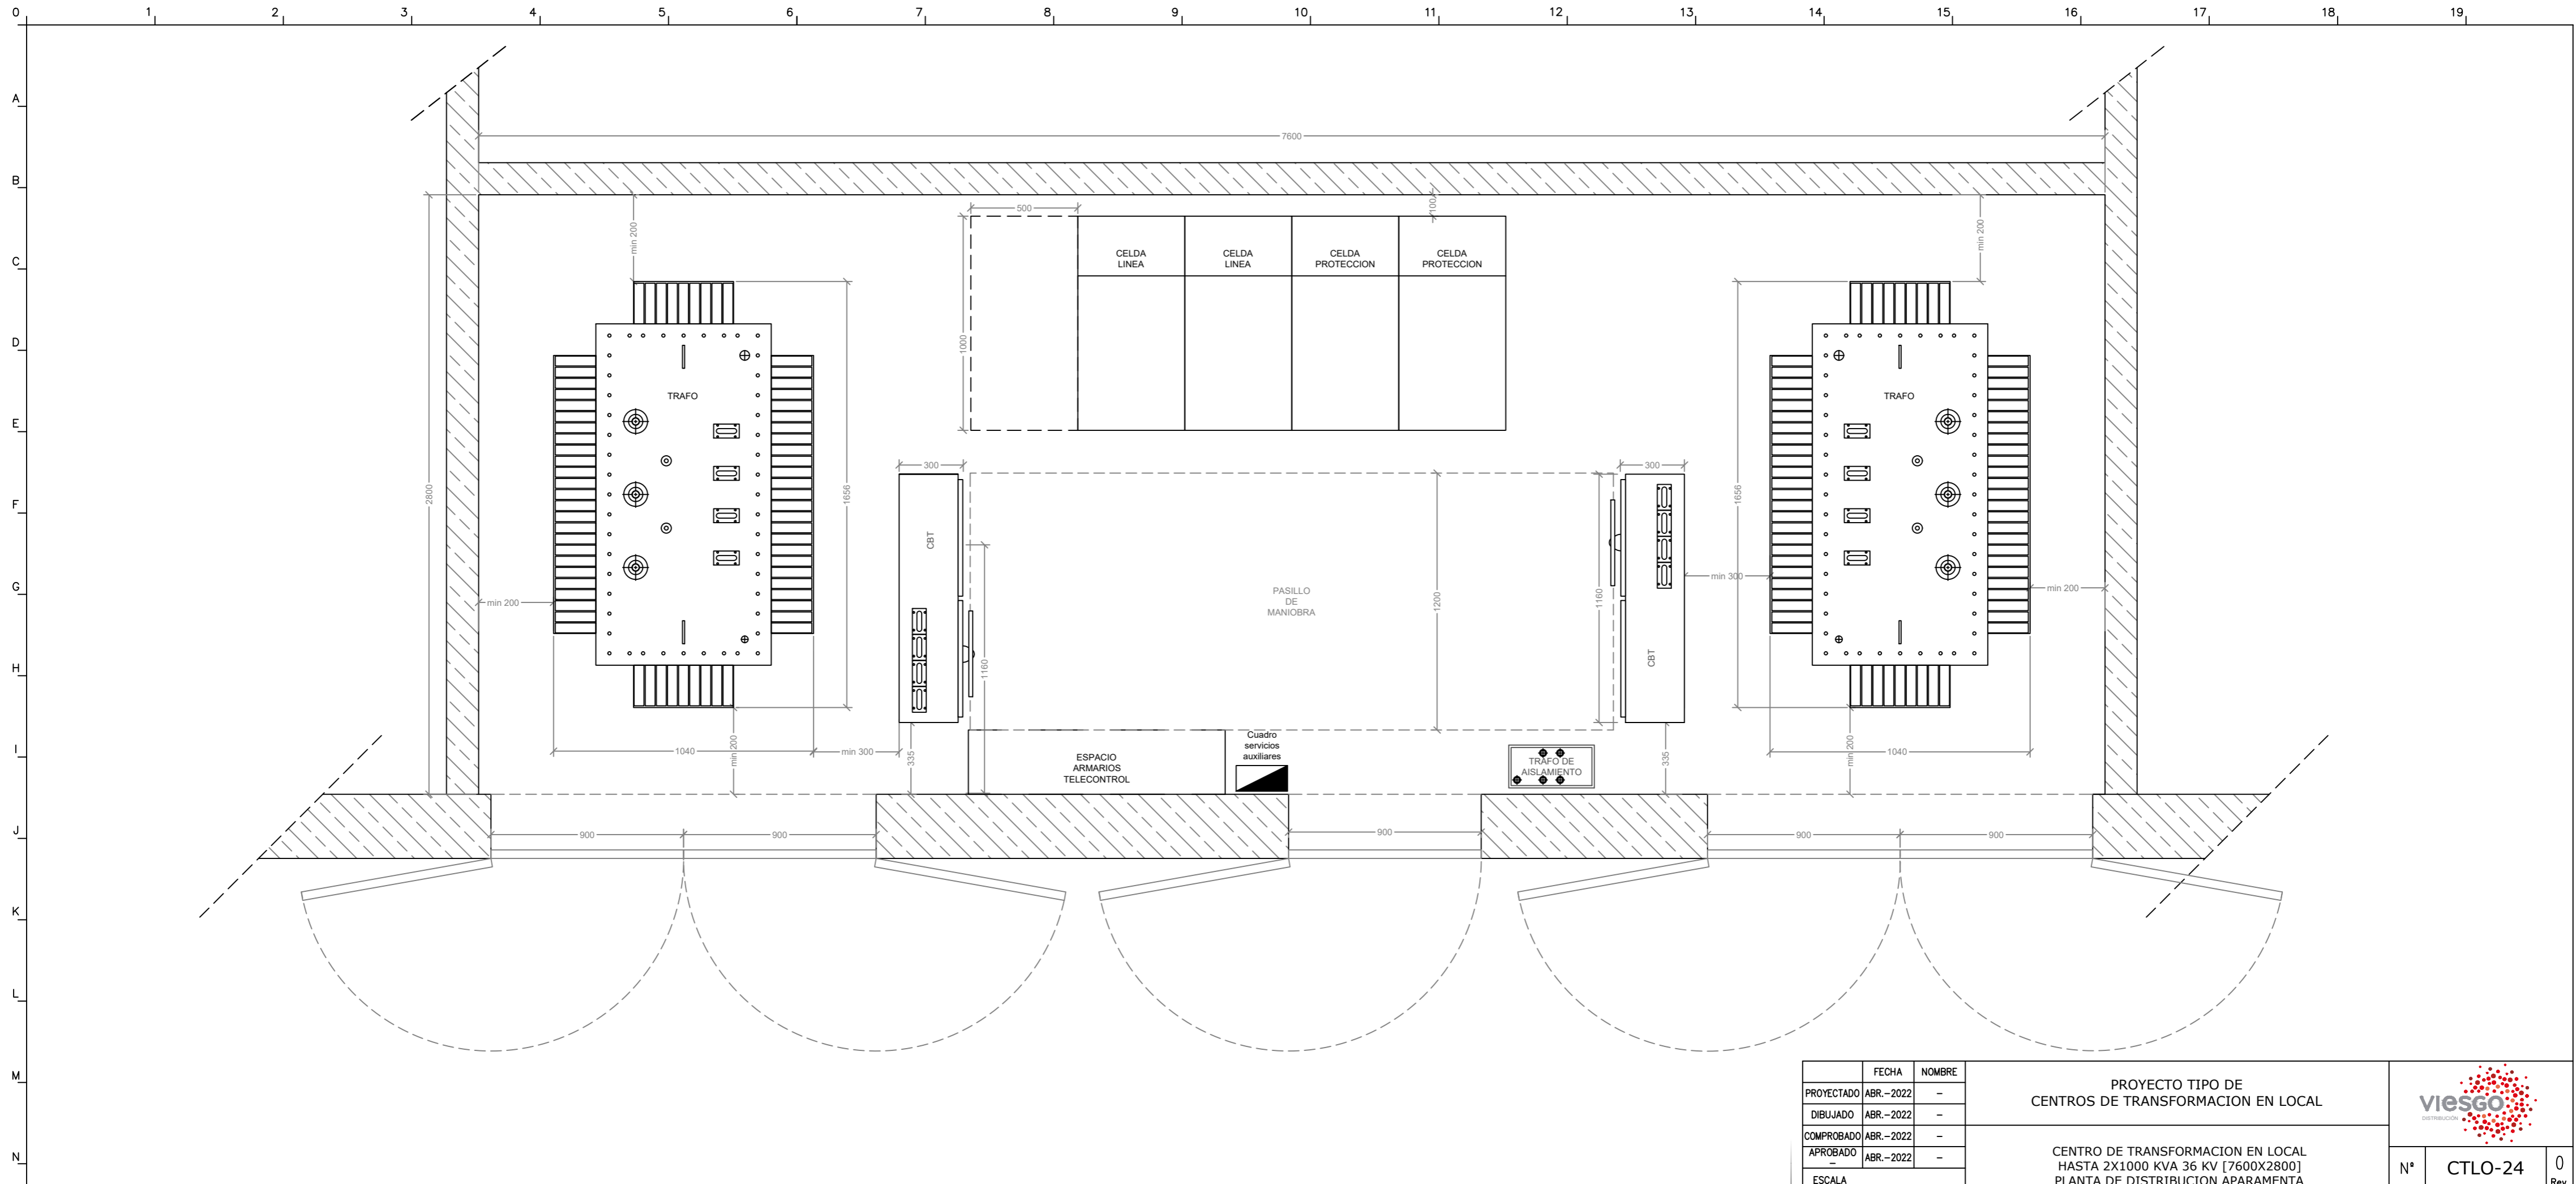 0 1 2 3 4 5 6 7 8 9 10 11 12 13 14 15 16 17 18 19
A
B
C
D
E
F
G
H
I
J
K
L
M
N
7600
2800
min 200
500
100
min 200
1000
CELDA
LINEA
CELDA
LINEA
CELDA
PROTECCION
CELDA
PROTECCION
TRAFO
TRAFO
1656
1656
300
300
CBT
CBT
min 200
min 300
min 200
PASILLO
DE
MANIOBRA
1200
1160
1160
1040
min 200
min 300
335
ESPACIO
ARMARIOS
TELECONTROL
Cuadro
servicios
auxiliares
TRAFO DE
AISLAMIENTO
335
min 200
1040
900
900
900
900
900
FECHA NOMBRE
PROYECTADO ABR.-2022 -
DIBUJADO ABR.-2022 -
COMPROBADO ABR.-2022 -
APROBADO
- ABR.-2022 -
ESCALA
PROYECTO TIPO DE
CENTROS DE TRANSFORMACION EN LOCAL
CENTRO DE TRANSFORMACION EN LOCAL
HASTA 2X1000 KVA 36 KV [7600X2800]
PLANTA DE DISTRIBUCION APARAMENTA
viesgo
DISTRIBUCIÓN
Nº CTLO-24 0
Rev.